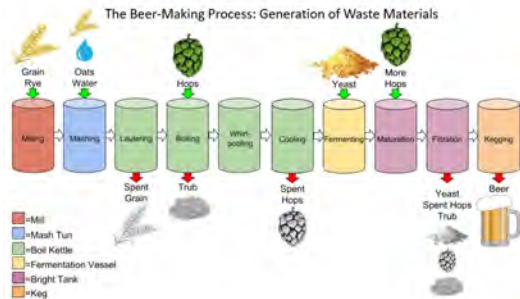 The Beer-Making Process: Generation of Waste Materials
Grain
Rye
Oats
Water
Hops
Yeast
More
Hops
Milling
Mashing
Lautering
Boiling
Whirl-
pooling
Cooling
Fermenting
Maturation
Filtration
Kegging
Spent
Grain
Trub
Spent
Hops
Yeast
Spent Hops
Trub
Beer
=Mill
=Mash Tun
=Boil Kettle
=Fermentation Vessel
=Bright Tank
=Keg